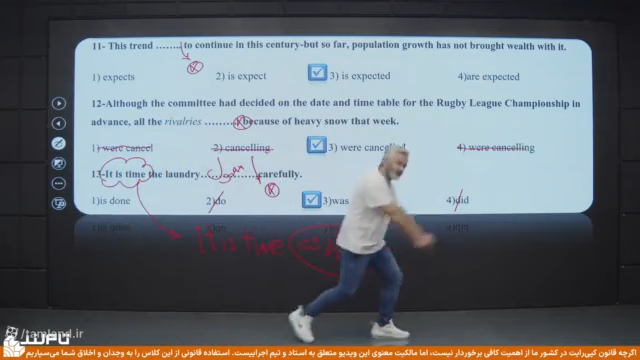 11- This trend ........ to continue in this century-but so far, population growth has not brought wealth with it.
1) expects 2) is expect 3) is expected 4)are expected
12-Although the committee had decided on the date and time table for the Rugby League Championship in
advance, all the rivalries .......... because of heavy snow that week.
1) were cancel 2) cancelling 3) were cancelled 4) were cancelling
13-It is time the laundry ............ carefully.
1)is done 2)do 3)was 4)did
It is time
/tamland.ir
تام‌لند
اگرچه قانون کپی‌رایت در کشور ما از اهمیت کافی برخوردار نیست، اما مالکیت معنوی این ویدیو متعلق به استاد و تیم اجراییست. استفاده قانونی از این کلاس را به وجدان و اخلاق شما می‌سپاریم